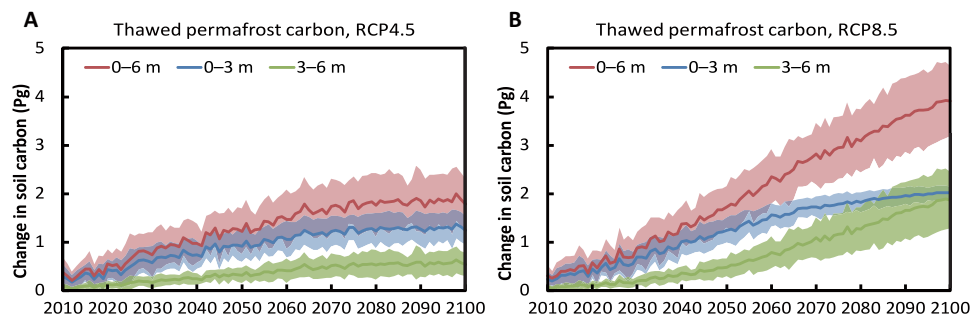 A
Thawed permafrost carbon, RCP4.5
Change in soil carbon (Pg)
5
4
3
2
1
0
0–6 m 0–3 m 3–6 m
2010 2020 2030 2040 2050 2060 2070 2080 2090 2100
B
Thawed permafrost carbon, RCP8.5
Change in soil carbon (Pg)
5
4
3
2
1
0
0–6 m 0–3 m 3–6 m
2010 2020 2030 2040 2050 2060 2070 2080 2090 2100